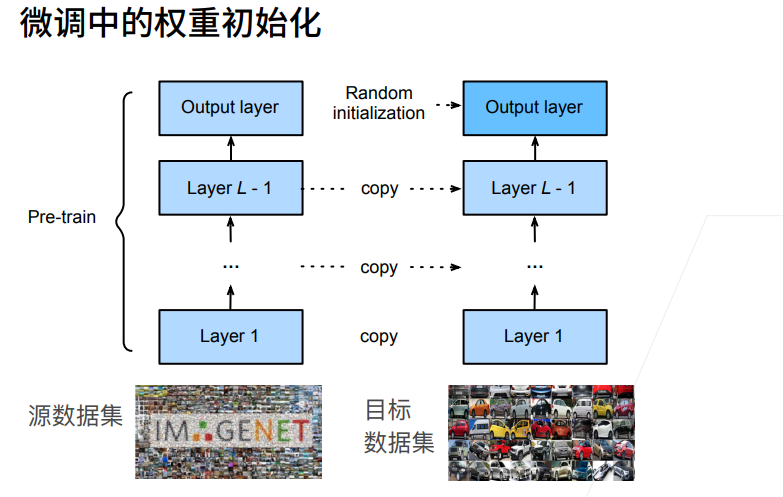 微调中的权重初始化
Output layer
Random
initialization
Output layer
Layer L - 1
copy
Layer L - 1
Pre-train
...
copy
...
Layer 1
copy
Layer 1
源数据集
IMAGENET
目标
数据集